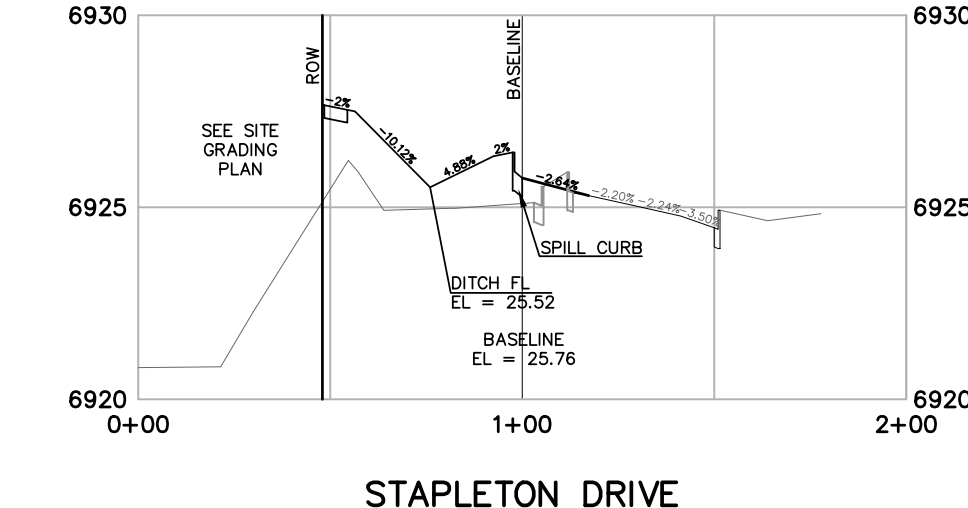 6930
6930
ROW
BASELINE
-2%
-10.12%
4.88%
2%
-2.64%
-2.20%
-2.24%
-3.50%
SEE SITE
GRADING
PLAN
6925
6925
SPILL CURB
DITCH FL
EL = 25.52
BASELINE
EL = 25.76
6920
6920
0+00
1+00
2+00
STAPLETON DRIVE